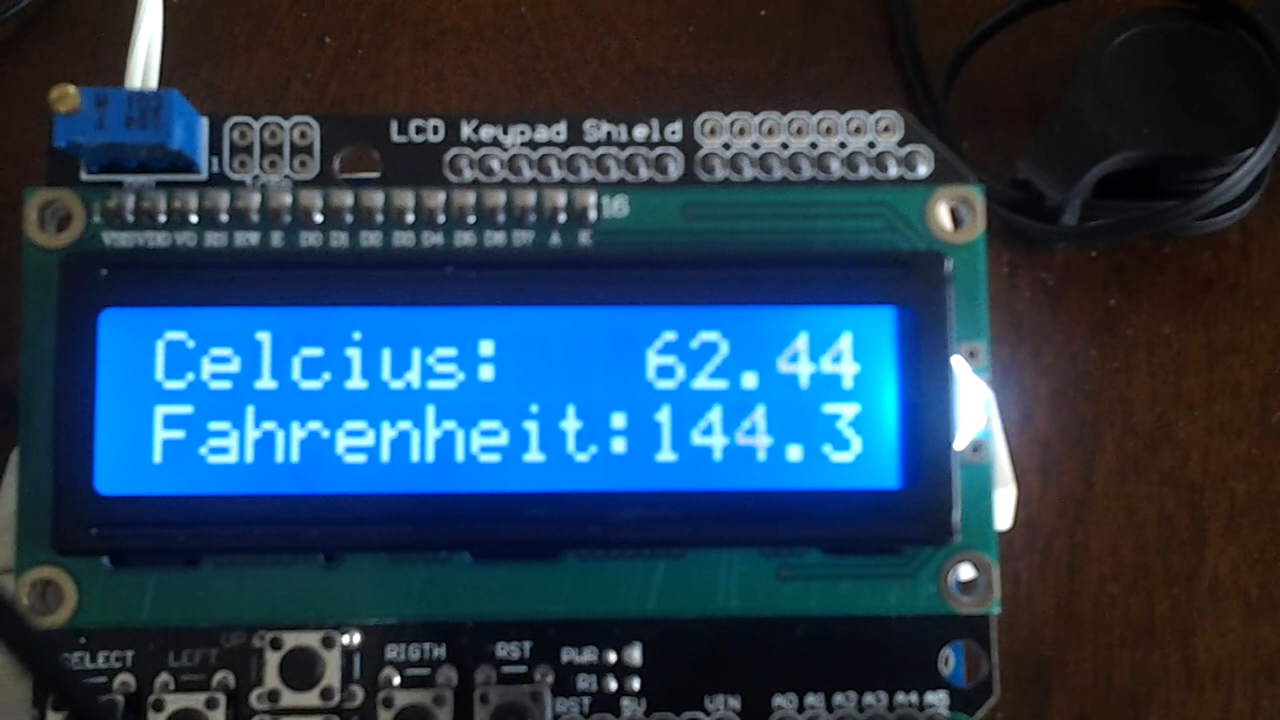 LCD Keypad Shield
1
16
VSS VDD VO RS RW E D0 D1 D2 D3 D4 D5 D6 D7 A K
Celcius: 62.44
Fahrenheit:144.3
SELECT LEFT UP RIGTH RST PWR
RST 5V VIN A0 A1 A2 A3 A4 A5